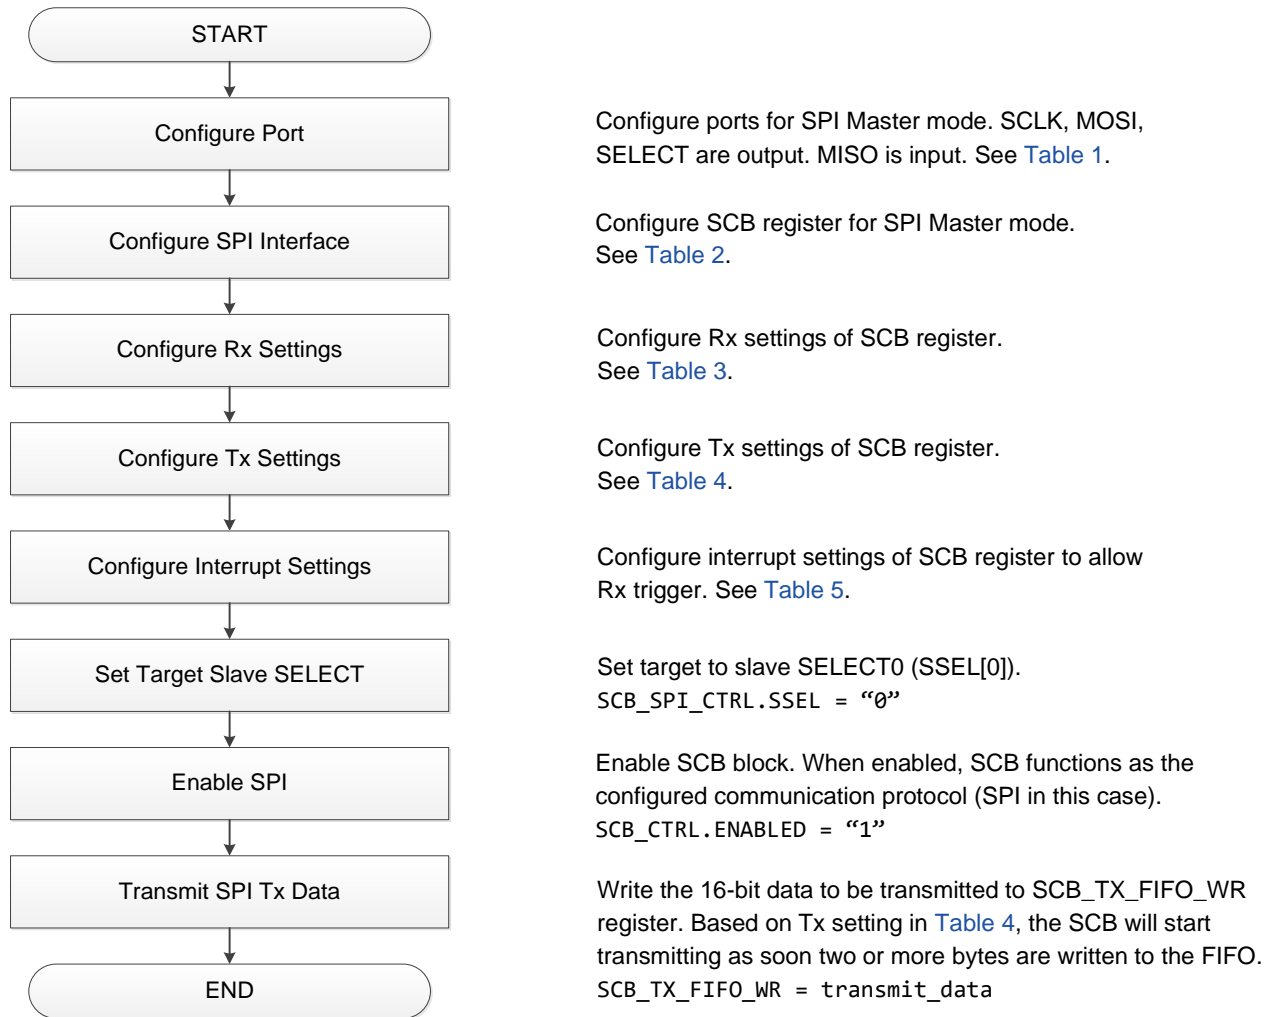 START
Configure Port
Configure ports for SPI Master mode. SCLK, MOSI,
SELECT are output. MISO is input. See Table 1.
Configure SPI Interface
Configure SCB register for SPI Master mode.
See Table 2.
Configure Rx Settings
Configure Rx settings of SCB register.
See Table 3.
Configure Tx Settings
Configure Tx settings of SCB register.
See Table 4.
Configure Interrupt Settings
Configure interrupt settings of SCB register to allow
Rx trigger. See Table 5.
Set Target Slave SELECT
Set target to slave SELECT0 (SSEL[0]).
SCB_SPI_CTRL.SSEL = “0”
Enable SPI
Enable SCB block. When enabled, SCB functions as the
configured communication protocol (SPI in this case).
SCB_CTRL.ENABLED = “1”
Transmit SPI Tx Data
Write the 16-bit data to be transmitted to SCB_TX_FIFO_WR
register. Based on Tx setting in Table 4, the SCB will start
transmitting as soon two or more bytes are written to the FIFO.
SCB_TX_FIFO_WR = transmit_data
END